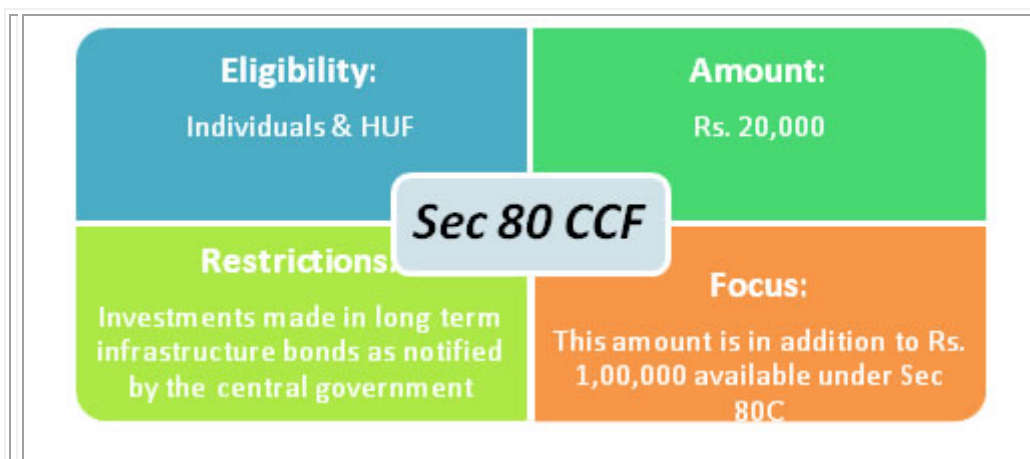 Eligibility:
Individuals & HUF
Amount:
Rs. 20,000
Sec 80 CCF
Restrictions:
Investments made in long term
infrastructure bonds as notified
by the central government
Focus:
This amount is in addition to Rs.
1,00,000 available under Sec
80C